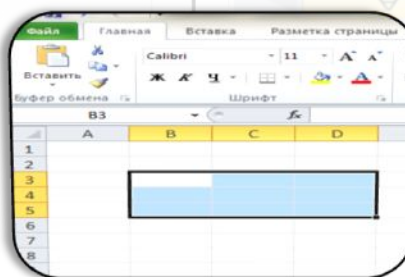 Файл Главная Вставка Разметка страницы
Calibri 11 А А
Вставить Ж К Ч А
Буфер обмена Шрифт
B3 fx
A B C D
1
2
3
4
5
6
7
8